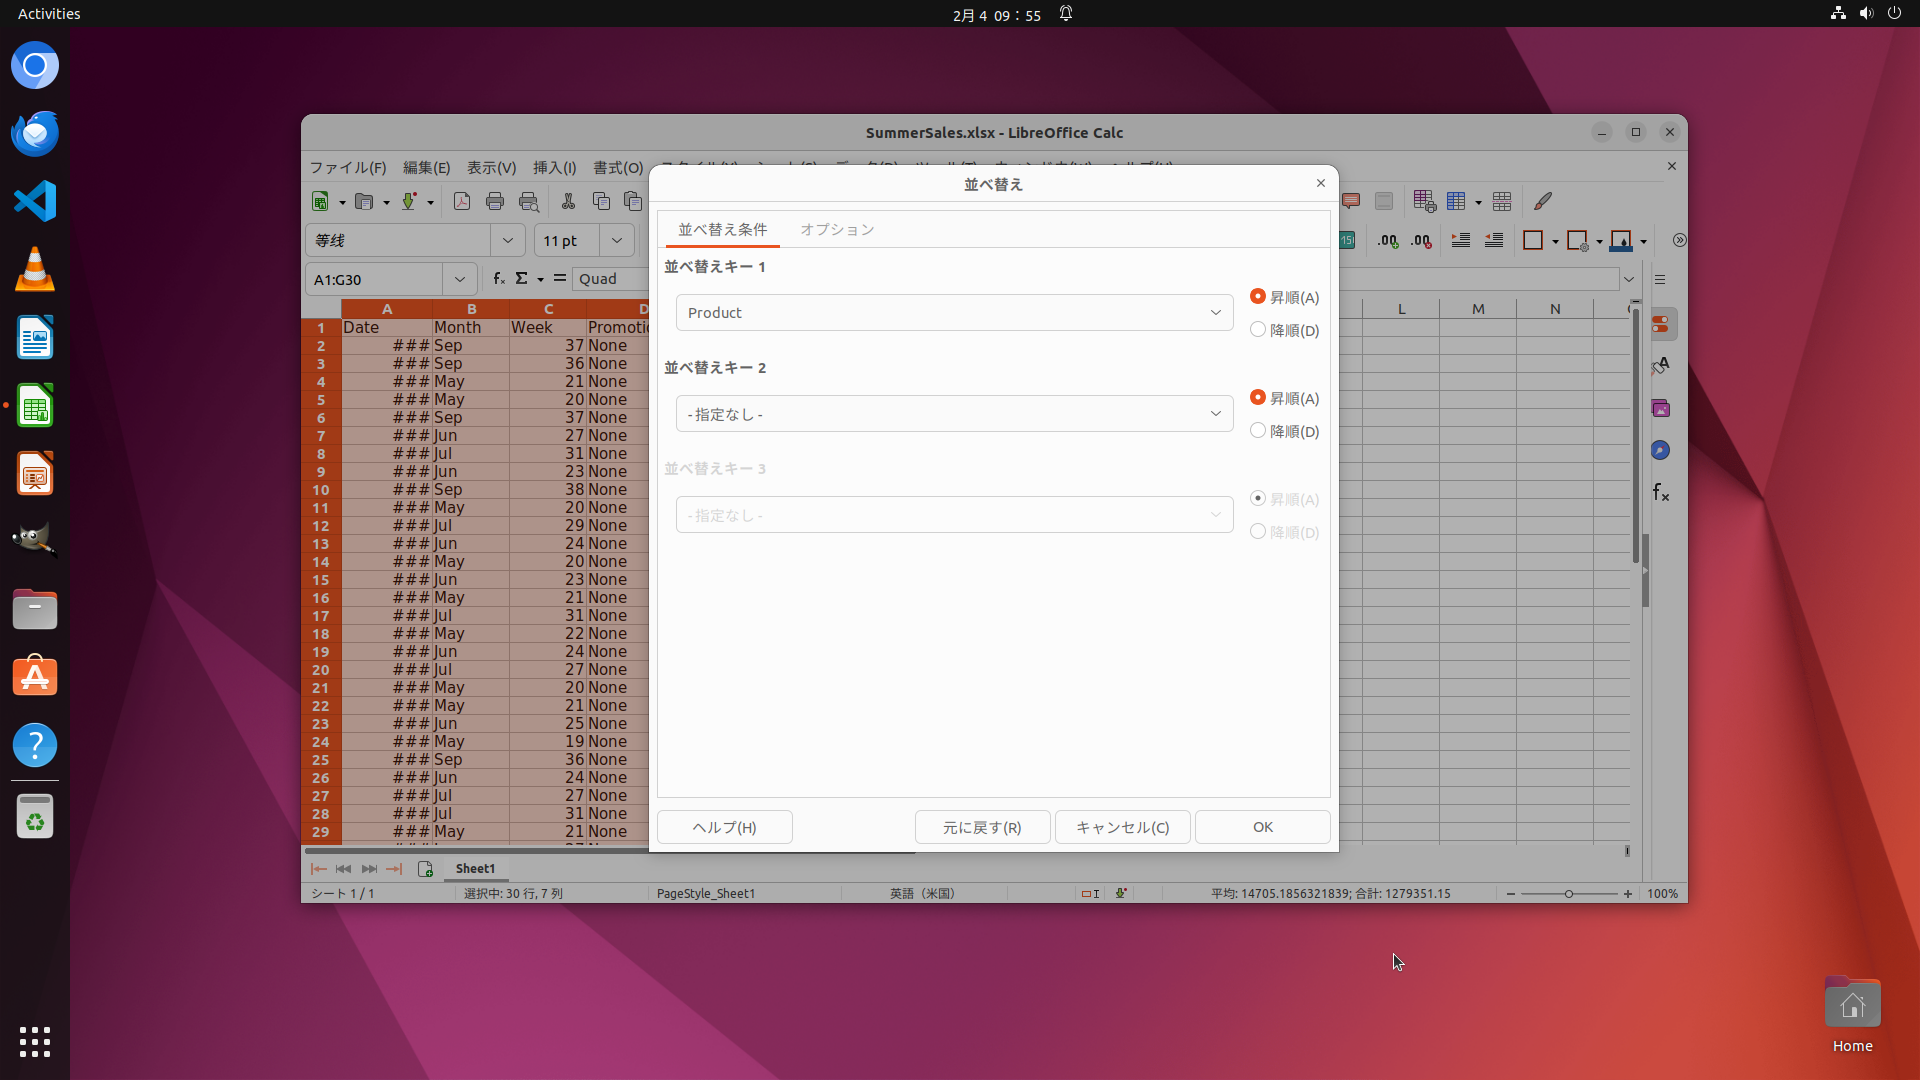 Activities
2月 4 09：55
SummerSales.xlsx - LibreOffice Calc
ファイル(F) 編集(E) 表示(V) 挿入(I) 書式(O)
並べ替え
等线 11 pt
A1:G30 Quad
並べ替え条件 オプション
並べ替えキー 1
Product 昇順(A)
降順(D)
並べ替えキー 2
- 指定なし - 昇順(A)
降順(D)
並べ替えキー 3
- 指定なし - 昇順(A)
降順(D)
ヘルプ(H) 元に戻す(R) キャンセル(C) OK
A B C D L M N
1 Date Month Week Promotic
2 ### Sep 37 None
3 ### Sep 36 None
4 ### May 21 None
5 ### May 20 None
6 ### Sep 37 None
7 ### Jun 27 None
8 ### Jul 31 None
9 ### Jun 23 None
10 ### Sep 38 None
11 ### May 20 None
12 ### Jul 29 None
13 ### Jun 24 None
14 ### May 20 None
15 ### Jun 23 None
16 ### May 21 None
17 ### Jul 31 None
18 ### May 22 None
19 ### Jun 24 None
20 ### Jul 27 None
21 ### May 20 None
22 ### May 21 None
23 ### Jun 25 None
24 ### May 19 None
25 ### Sep 36 None
26 ### Jun 24 None
27 ### Jul 27 None
28 ### Jul 31 None
29 ### May 21 None
Sheet1
シート 1 / 1 選択中: 30 行, 7 列 PageStyle_Sheet1 英語（米国） 平均: 14705.1856321839; 合計: 1279351.15 100%
Home